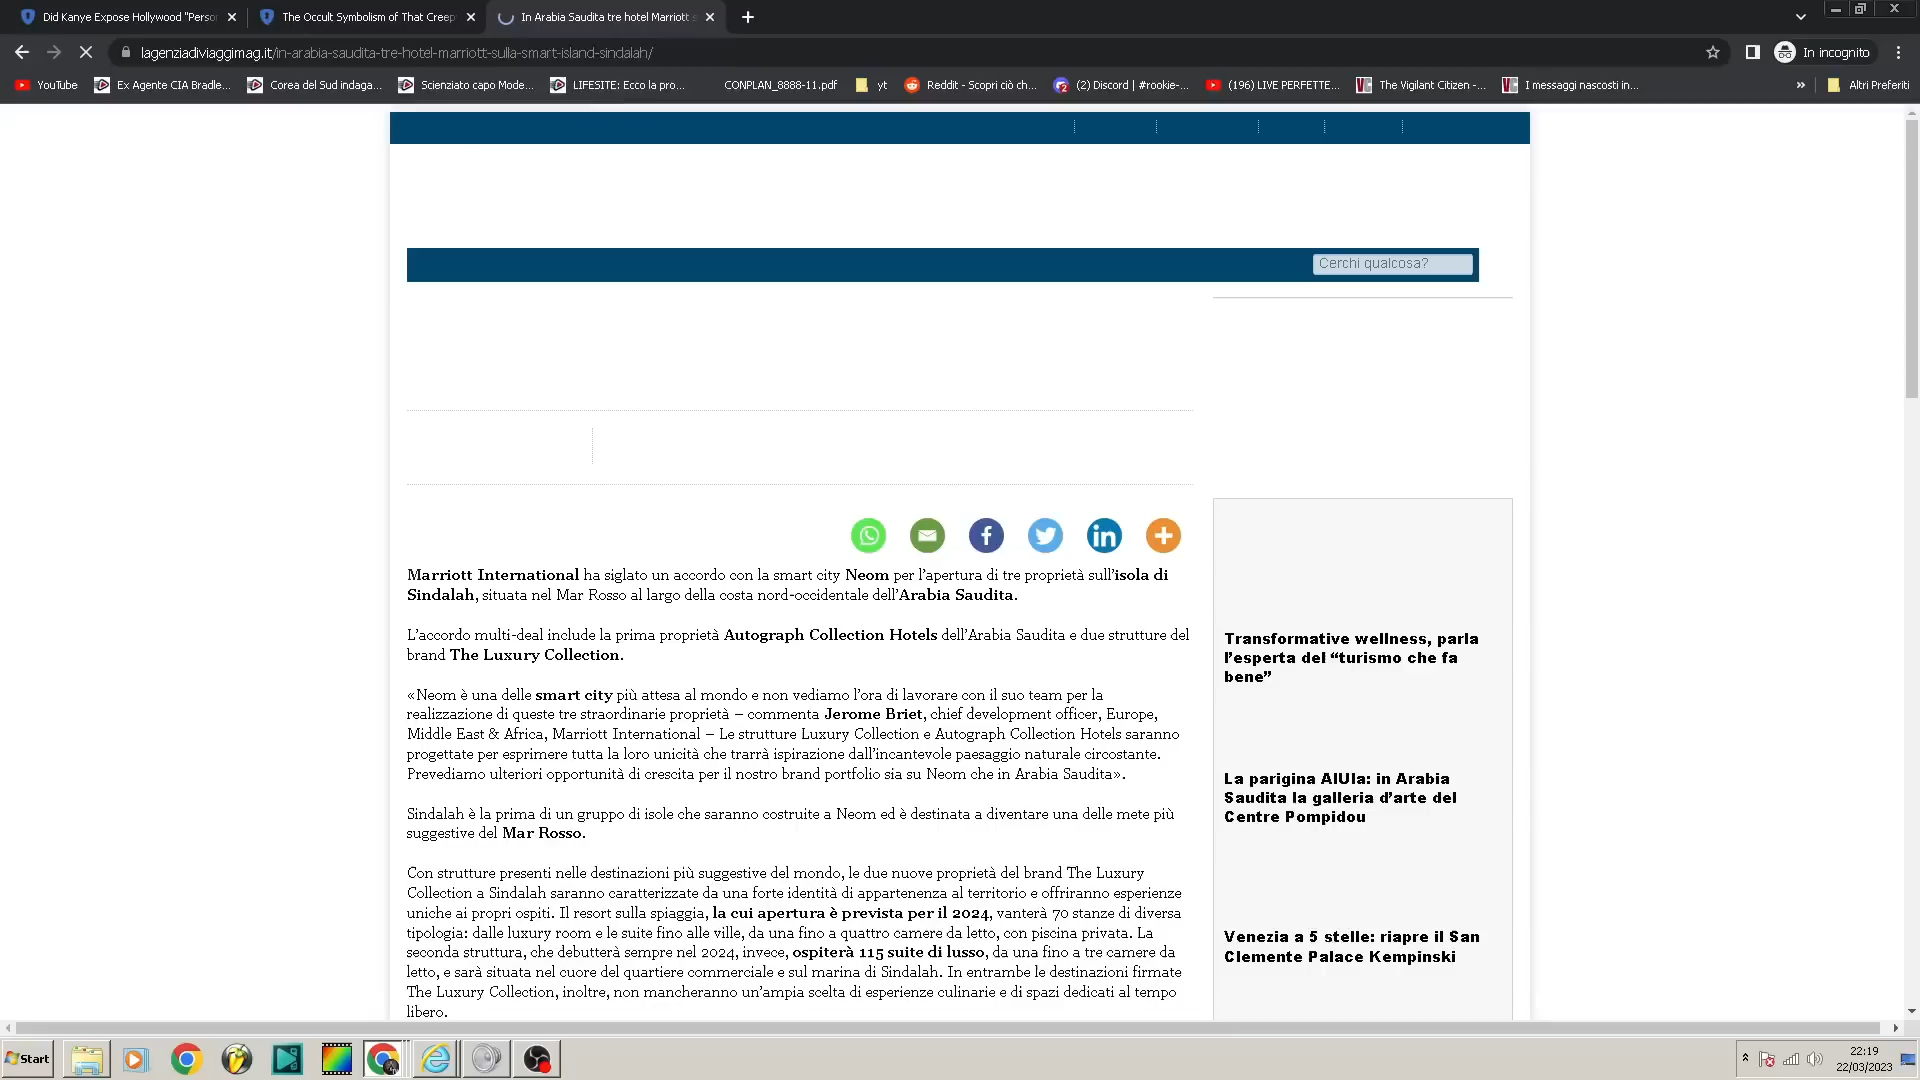 Did Kanye Expose Hollywood "Perso
The Occult Symbolism of That Creep
In Arabia Saudita tre hotel Marriott s
lagenziadiviaggimag.it/in-arabia-saudita-tre-hotel-marriott-sulla-smart-island-sindalah/
In incognito
YouTube
Ex Agente CIA Bradle...
Corea del Sud indaga...
Scienziato capo Mode...
LIFESITE: Ecco la pro...
CONPLAN_8888-11.pdf
yt
Reddit - Scopri ciò ch...
(2) Discord | #rookie-...
(196) LIVE PERFETTE...
The Vigilant Citizen -...
I messaggi nascosti in...
»
Altri Preferiti
Cerchi qualcosa?
Marriott International ha siglato un accordo con la smart city Neom per l'apertura di tre proprietà sull'isola di
Sindalah, situata nel Mar Rosso al largo della costa nord-occidentale dell'Arabia Saudita.
L'accordo multi-deal include la prima proprietà Autograph Collection Hotels dell'Arabia Saudita e due strutture del
brand The Luxury Collection.
«Neom è una delle smart city più attesa al mondo e non vediamo l'ora di lavorare con il suo team per la
realizzazione di queste tre straordinarie proprietà – commenta Jerome Briet, chief development officer, Europe,
Middle East & Africa, Marriott International – Le strutture Luxury Collection e Autograph Collection Hotels saranno
progettate per esprimere tutta la loro unicità che trarrà ispirazione dall'incantevole paesaggio naturale circostante.
Prevediamo ulteriori opportunità di crescita per il nostro brand portfolio sia su Neom che in Arabia Saudita».
Sindalah è la prima di un gruppo di isole che saranno costruite a Neom ed è destinata a diventare una delle mete più
suggestive del Mar Rosso.
Con strutture presenti nelle destinazioni più suggestive del mondo, le due nuove proprietà del brand The Luxury
Collection a Sindalah saranno caratterizzate da una forte identità di appartenenza al territorio e offriranno esperienze
uniche ai propri ospiti. Il resort sulla spiaggia, la cui apertura è prevista per il 2024, vanterà 70 stanze di diversa
tipologia: dalle luxury room e le suite fino alle ville, da una fino a quattro camere da letto, con piscina privata. La
seconda struttura, che debutterà sempre nel 2024, invece, ospiterà 115 suite di lusso, da una fino a tre camere da
letto, e sarà situata nel cuore del quartiere commerciale e sul marina di Sindalah. In entrambe le destinazioni firmate
The Luxury Collection, inoltre, non mancheranno un'ampia scelta di esperienze culinarie e di spazi dedicati al tempo
libero.
Transformative wellness, parla
l'esperta del “turismo che fa
bene”
La parigina AlUla: in Arabia
Saudita la galleria d'arte del
Centre Pompidou
Venezia a 5 stelle: riapre il San
Clemente Palace Kempinski
Start
22:19
22/03/2023